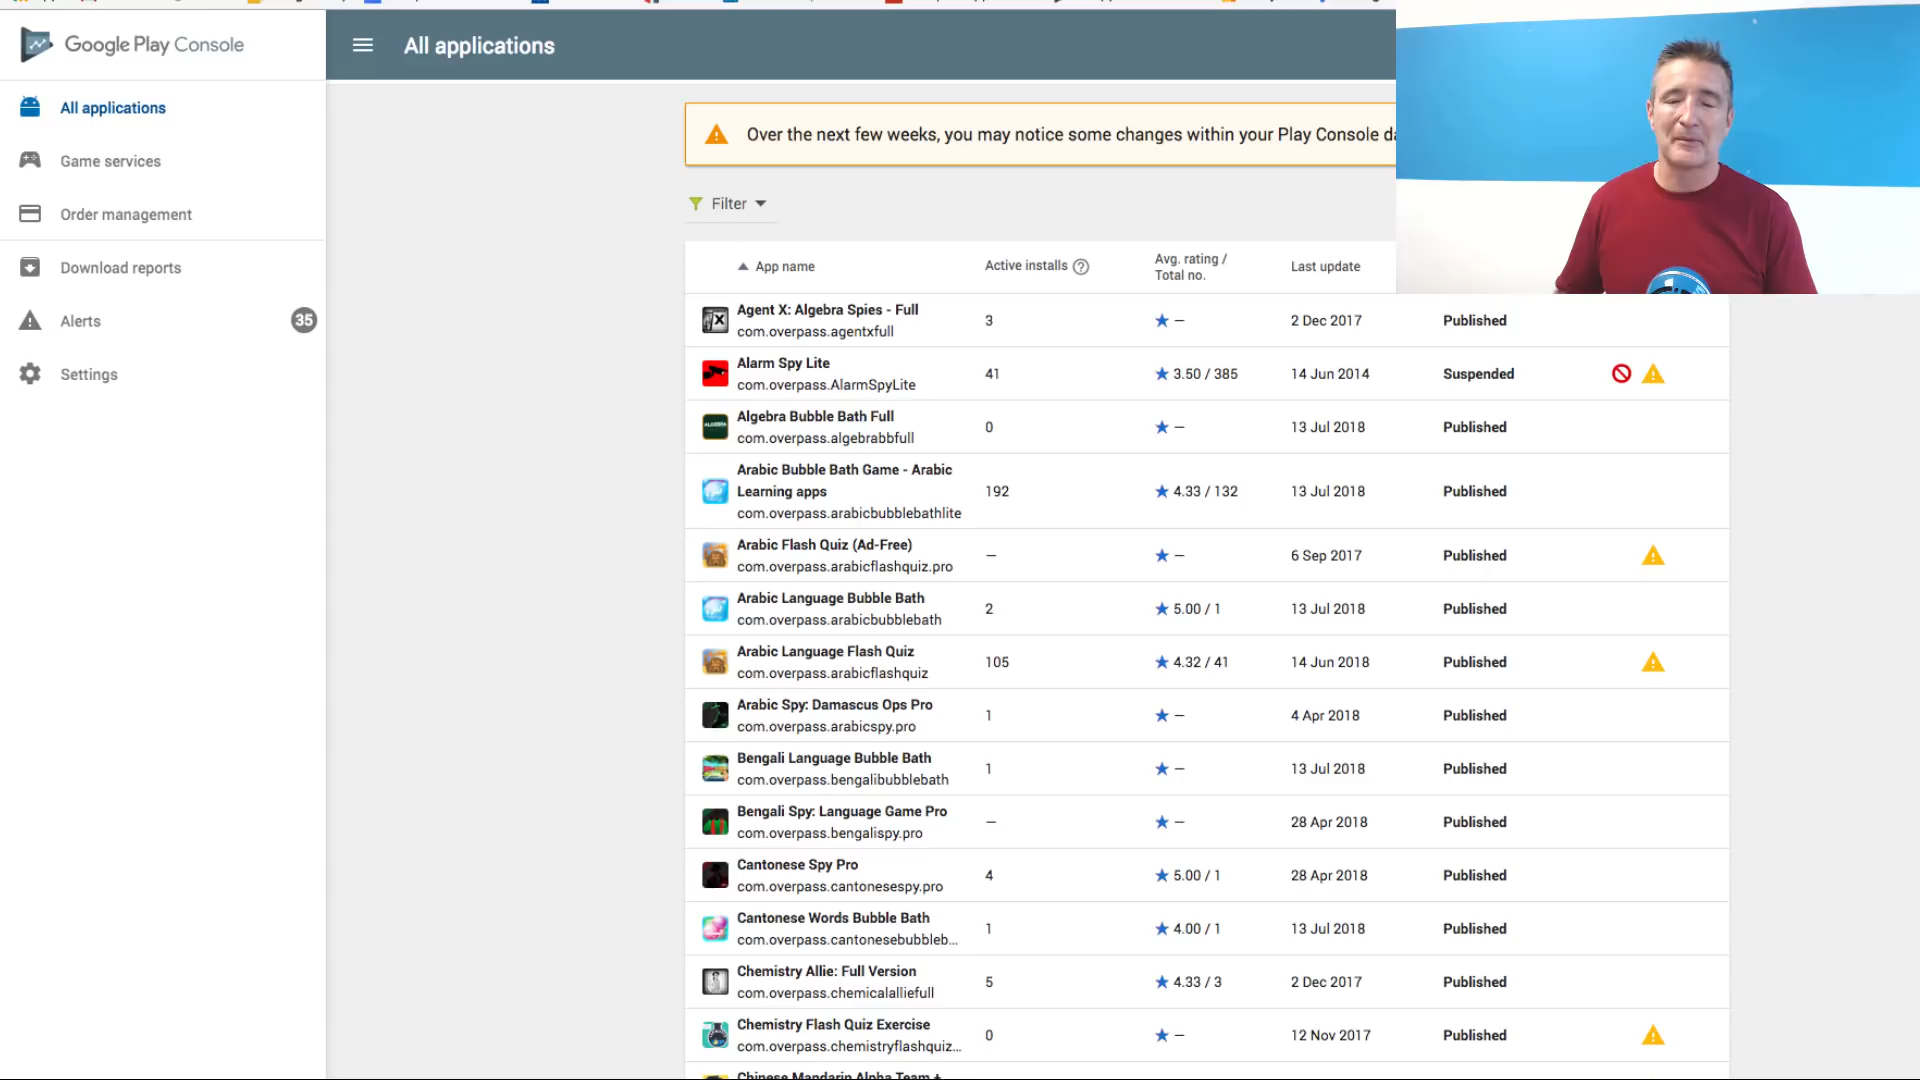 Google Play Console
All applications
All applications
Game services
Order management
Download reports
Alerts
35
Settings
Over the next few weeks, you may notice some changes within your Play Console
Filter
App name
Active installs
Avg. rating /
Total no.
Last update
Agent X: Algebra Spies - Full
com.overpass.agentxfull
3
–
2 Dec 2017
Published
Alarm Spy Lite
com.overpass.AlarmSpyLite
41
3.50 / 385
14 Jun 2014
Suspended
ALGEBRA
Algebra Bubble Bath Full
com.overpass.algebrabbfull
0
–
13 Jul 2018
Published
Arabic Bubble Bath Game - Arabic
Learning apps
com.overpass.arabicbubblebathlite
192
4.33 / 132
13 Jul 2018
Published
Arabic Flash Quiz (Ad-Free)
com.overpass.arabicflashquiz.pro
–
–
6 Sep 2017
Published
Arabic Language Bubble Bath
com.overpass.arabicbubblebath
2
5.00 / 1
13 Jul 2018
Published
Arabic Language Flash Quiz
com.overpass.arabicflashquiz
105
4.32 / 41
14 Jun 2018
Published
Arabic Spy: Damascus Ops Pro
com.overpass.arabicspy.pro
1
–
4 Apr 2018
Published
Bengali Language Bubble Bath
com.overpass.bengalibubblebath
1
–
13 Jul 2018
Published
Bengali Spy: Language Game Pro
com.overpass.bengalispy.pro
–
–
28 Apr 2018
Published
Cantonese Spy Pro
com.overpass.cantonesespy.pro
4
5.00 / 1
28 Apr 2018
Published
Cantonese Words Bubble Bath
com.overpass.cantonesebubbleb...
1
4.00 / 1
13 Jul 2018
Published
Chemistry Allie: Full Version
com.overpass.chemicalalliefull
5
4.33 / 3
2 Dec 2017
Published
Chemistry Flash Quiz Exercise
com.overpass.chemistryflashquiz...
0
–
12 Nov 2017
Published
Chinese Mandarin Alpha Team +